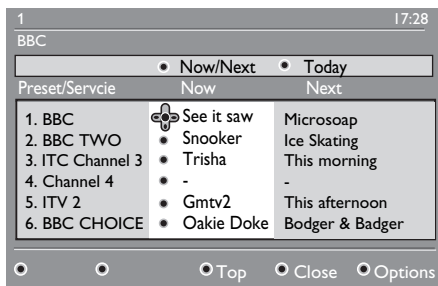 1 17:28
BBC
Now/Next Today
Preset/Servcie Now Next
1. BBC See it saw Microsoap
2. BBC TWO Snooker Ice Skating
3. ITC Channel 3 Trisha This morning
4. Channel 4 - -
5. ITV 2 Gmtv2 This afternoon
6. BBC CHOICE Oakie Doke Bodger & Badger
Top Close Options